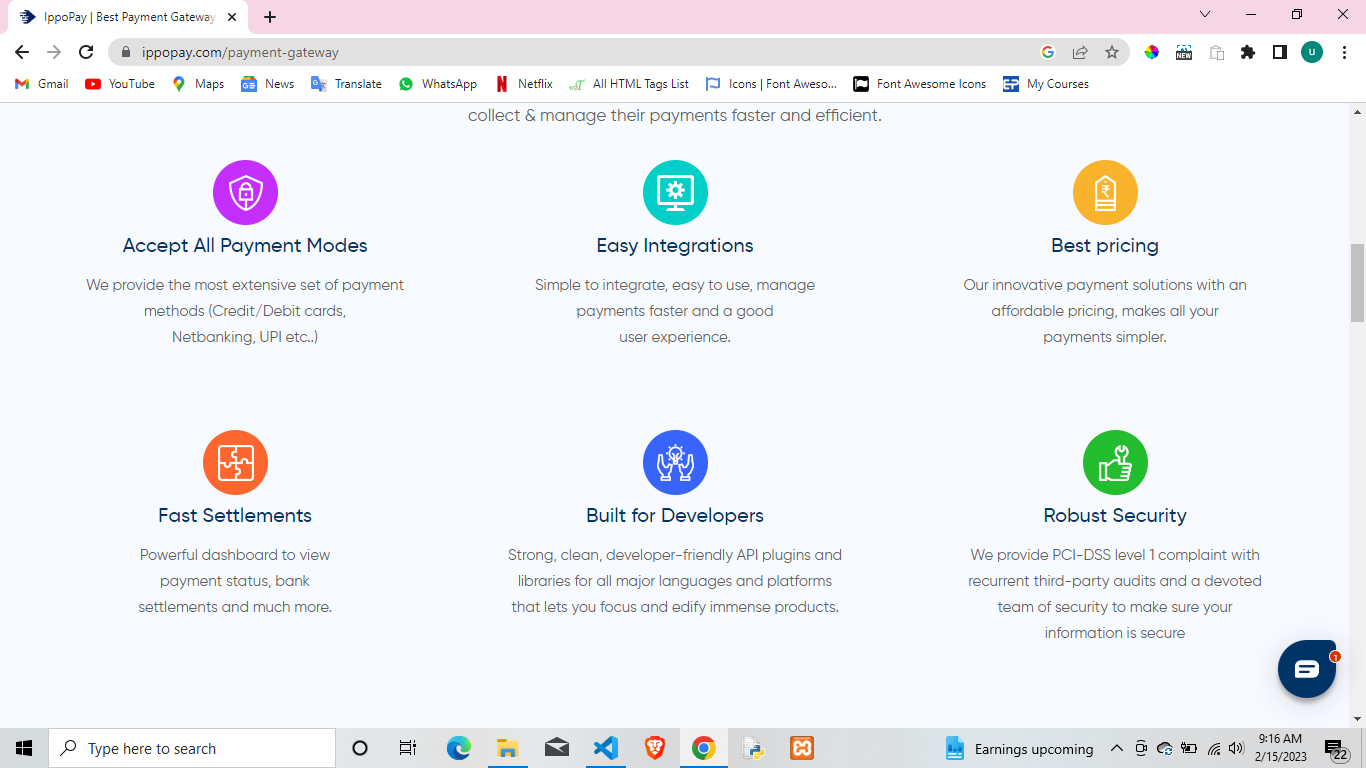 IppoPay | Best Payment Gateway
ippopay.com/payment-gateway
NEW
u
Gmail
YouTube
Maps
News
Translate
WhatsApp
Netflix
All HTML Tags List
Icons | Font Aweso...
Font Awesome Icons
My Courses
collect & manage their payments faster and efficient.
Accept All Payment Modes
We provide the most extensive set of payment
methods (Credit/Debit cards,
Netbanking, UPI etc..)
Easy Integrations
Simple to integrate, easy to use, manage
payments faster and a good
user experience.
₹
Best pricing
Our innovative payment solutions with an
affordable pricing, makes all your
payments simpler.
Fast Settlements
Powerful dashboard to view
payment status, bank
settlements and much more.
Built for Developers
Strong, clean, developer-friendly API plugins and
libraries for all major languages and platforms
that lets you focus and edify immense products.
Robust Security
We provide PCI-DSS level 1 complaint with
recurrent third-party audits and a devoted
team of security to make sure your
information is secure
1
Type here to search
Earnings upcoming
9:16 AM
2/15/2023
22